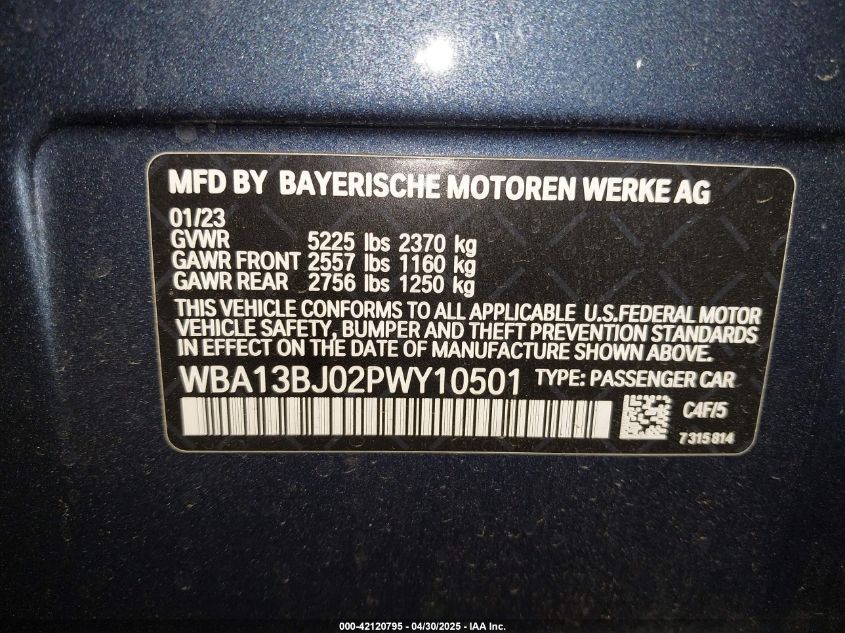 MFD BY BAYERISCHE MOTOREN WERKE AG
01/23
GVWR 5225 lbs 2370 kg
GAWR FRONT 2557 lbs 1160 kg
GAWR REAR 2756 lbs 1250 kg
THIS VEHICLE CONFORMS TO ALL APPLICABLE U.S.FEDERAL MOTOR
VEHICLE SAFETY, BUMPER AND THEFT PREVENTION STANDARDS
IN EFFECT ON THE DATE OF MANUFACTURE SHOWN ABOVE.
WBA13BJ02PWY10501 TYPE: PASSENGER CAR
C4F/5
7315814
000-42120795 - 04/30/2025 - IAA Inc.